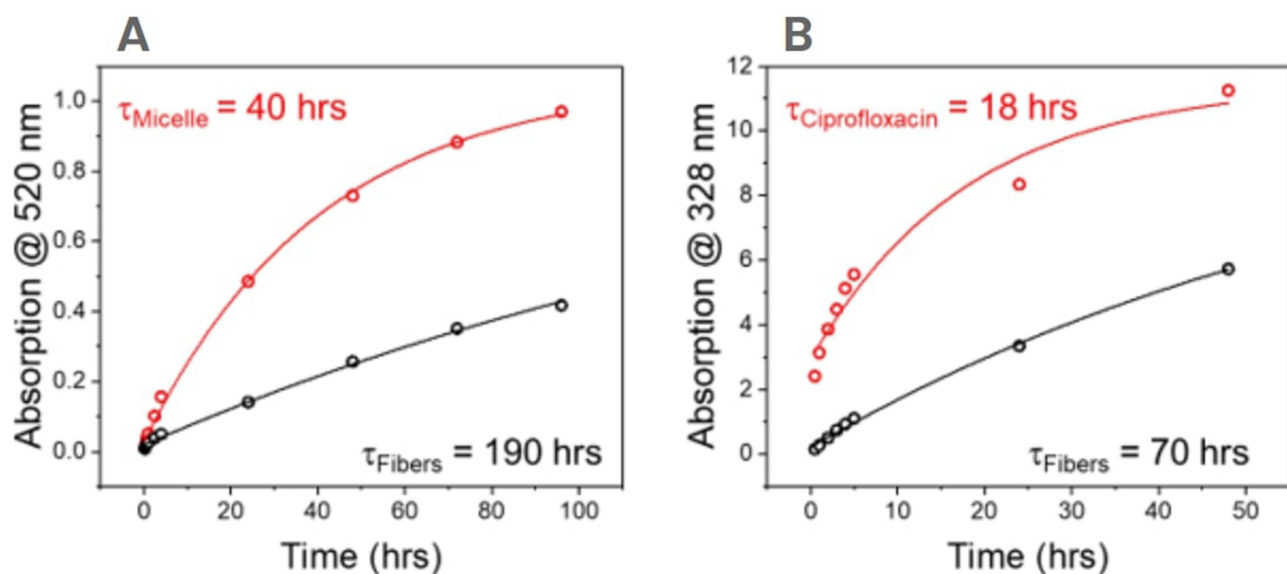 A
Absorption @ 520 nm
1.0
0.8
0.6
0.4
0.2
0.0
τMicelle = 40 hrs
τFibers = 190 hrs
0 20 40 60 80 100
Time (hrs)
B
Absorption @ 328 nm
12
10
8
6
4
2
0
τCiprofloxacin = 18 hrs
τFibers = 70 hrs
0 10 20 30 40 50
Time (hrs)